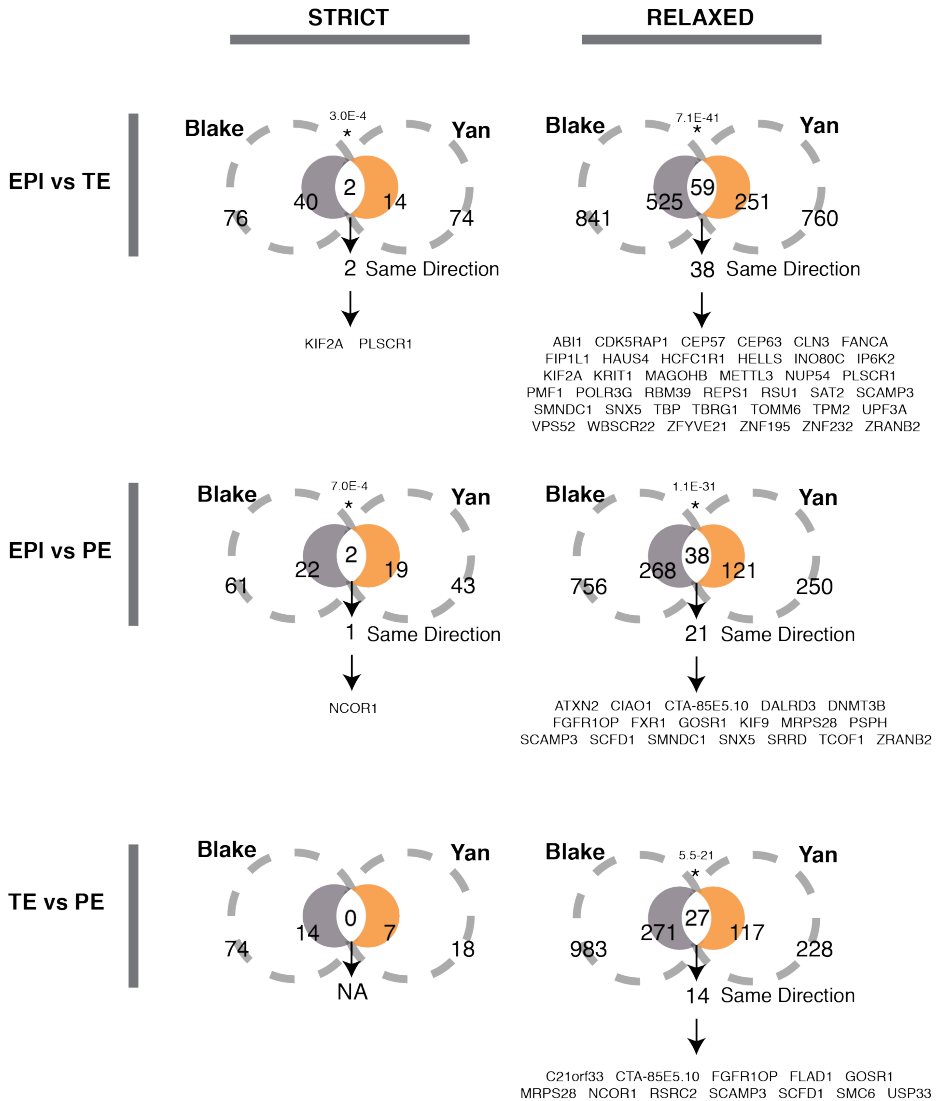 STRICT
RELAXED
EPI vs TE
Blake
3.0E-4
*
Yan
76
40
2
14
74
2 Same Direction
KIF2A PLSCR1
Blake
7.1E-41
*
Yan
841
525
59
251
760
38 Same Direction
ABI1 CDK5RAP1 CEP57 CEP63 CLN3 FANCA
FIP1L1 HAUS4 HCFC1R1 HELLS INO80C IP6K2
KIF2A KRIT1 MAGOHB METTL3 NUP54 PLSCR1
PMF1 POLR3G RBM39 REPS1 RSU1 SAT2 SCAMP3
SMNDC1 SNX5 TBP TBRG1 TOMM6 TPM2 UPF3A
VPS52 WBSCR22 ZFYVE21 ZNF195 ZNF232 ZRANB2
EPI vs PE
Blake
7.0E-4
*
Yan
61
22
2
19
43
1 Same Direction
NCOR1
Blake
1.1E-31
*
Yan
756
268
38
121
250
21 Same Direction
ATXN2 CIAO1 CTA-85E5.10 DALRD3 DNMT3B
FGFR1OP FXR1 GOSR1 KIF9 MRPS28 PSPH
SCAMP3 SCFD1 SMNDC1 SNX5 SRRD TCOF1 ZRANB2
TE vs PE
Blake
Yan
74
14
0
7
18
NA
Blake
5.5-21
*
Yan
983
271
27
117
228
14 Same Direction
C21orf33 CTA-85E5.10 FGFR1OP FLAD1 GOSR1
MRPS28 NCOR1 RSRC2 SCAMP3 SCFD1 SMC6 USP33